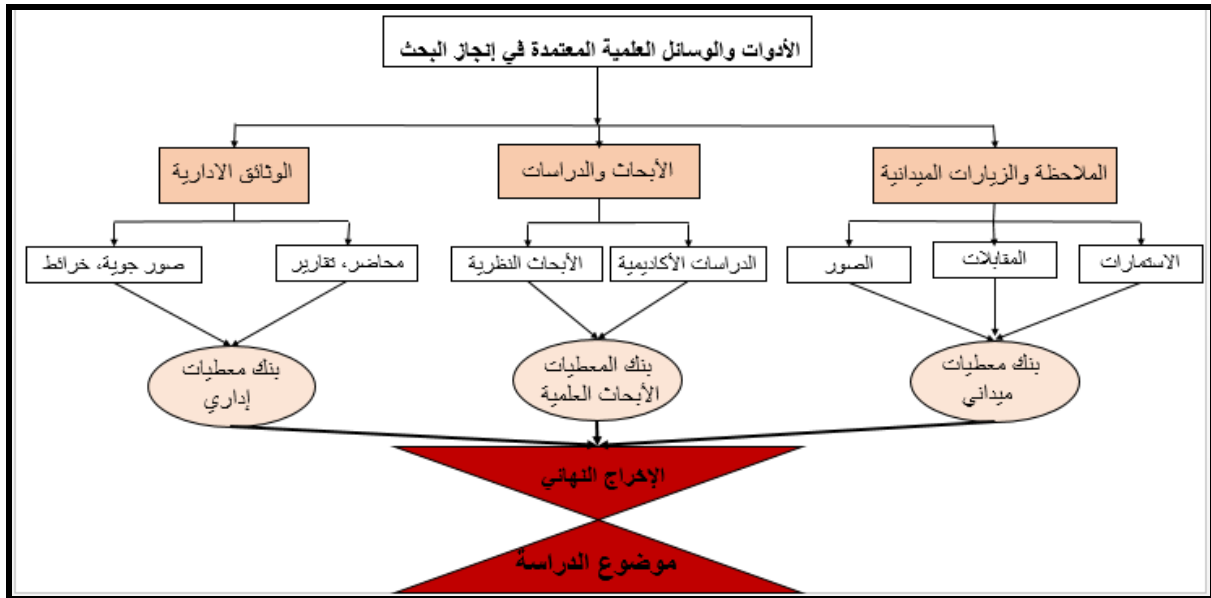 الأدوات والوسائل العلمية المعتمدة في إنجاز البحث
الملاحظة والزيارات الميدانية
الأبحاث والدراسات
الوثائق الادارية
الاستمارات
المقابلات
الصور
الدراسات الأكاديمية
الأبحاث النظرية
محاضر، تقارير
صور جوية، خرائط
بنك معطيات
ميداني
بنك المعطيات
الأبحاث العلمية
بنك معطيات
إداري
الإخراج النهائي
موضوع الدراسة